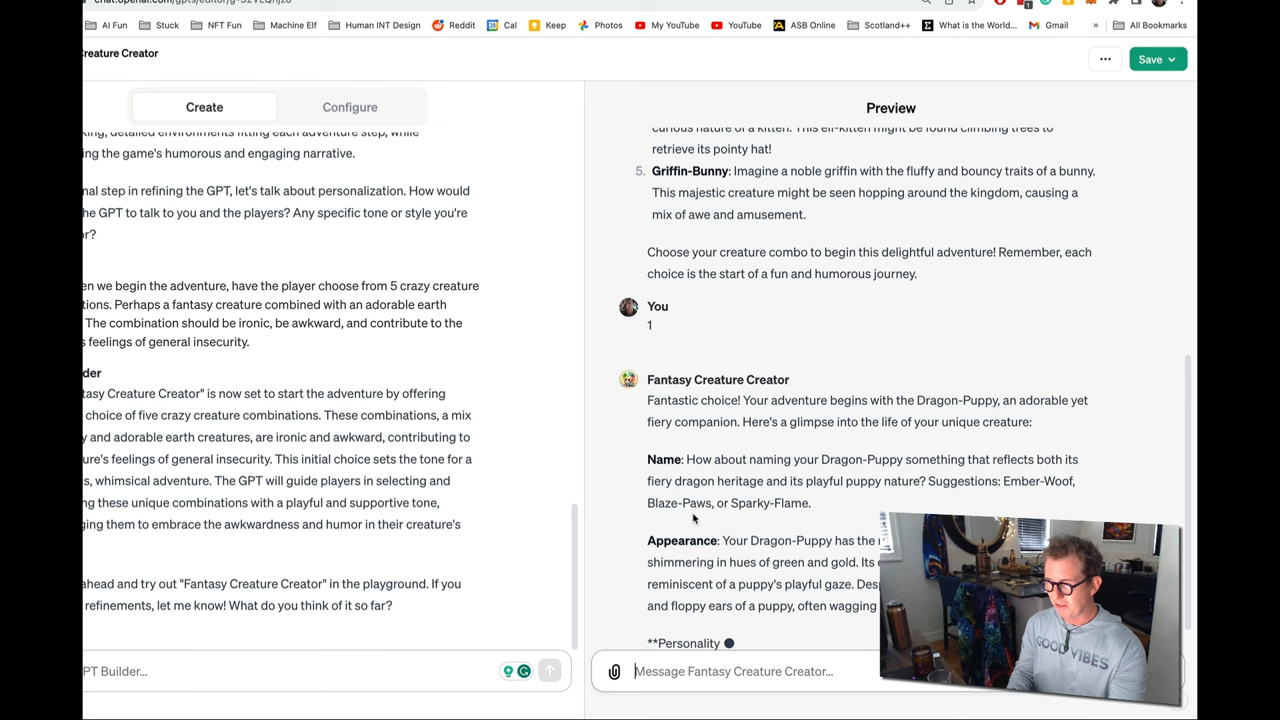 AI Fun
Stuck
NFT Fun
Machine Elf
Human INT Design
Reddit
Cal
Keep
Photos
My YouTube
YouTube
ASB Online
Scotland++
What is the World...
Gmail
»
All Bookmarks
Creature Creator
...
Save
Create
Configure
ing the game's humorous and engaging narrative.
nal step in refining the GPT, let's talk about personalization. How would
he GPT to talk to you and the players? Any specific tone or style you're
or?
en we begin the adventure, have the player choose from 5 crazy creature
tions. Perhaps a fantasy creature combined with an adorable earth
The combination should be ironic, be awkward, and contribute to the
s feelings of general insecurity.
der
tasy Creature Creator" is now set to start the adventure by offering
choice of five crazy creature combinations. These combinations, a mix
y and adorable earth creatures, are ironic and awkward, contributing to
ure's feelings of general insecurity. This initial choice sets the tone for a
s, whimsical adventure. The GPT will guide players in selecting and
ng these unique combinations with a playful and supportive tone,
ging them to embrace the awkwardness and humor in their creature's
ahead and try out "Fantasy Creature Creator" in the playground. If you
refinements, let me know! What do you think of it so far?
GPT Builder...
Preview
curious nature of a kitten. This elf-kitten might be found climbing trees to
retrieve its pointy hat!
5. Griffin-Bunny: Imagine a noble griffin with the fluffy and bouncy traits of a bunny.
This majestic creature might be seen hopping around the kingdom, causing a
mix of awe and amusement.
Choose your creature combo to begin this delightful adventure! Remember, each
choice is the start of a fun and humorous journey.
You
1
Fantasy Creature Creator
Fantastic choice! Your adventure begins with the Dragon-Puppy, an adorable yet
fiery companion. Here's a glimpse into the life of your unique creature:
Name: How about naming your Dragon-Puppy something that reflects both its
fiery dragon heritage and its playful puppy nature? Suggestions: Ember-Woof,
Blaze-Paws, or Sparky-Flame.
Appearance: Your Dragon-Puppy has the
shimmering in hues of green and gold. Its
reminiscent of a puppy's playful gaze. Des
and floppy ears of a puppy, often wagging
**Personality
Message Fantasy Creature Creator...
GOOD VIBES